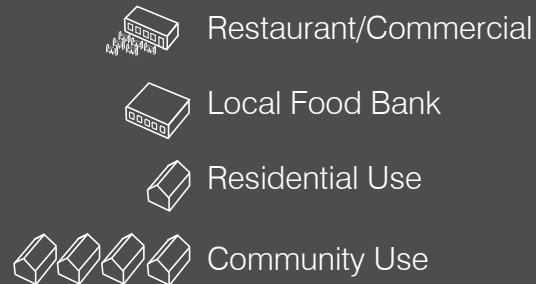 Restaurant/Commercial
Local Food Bank
Residential Use
Community Use